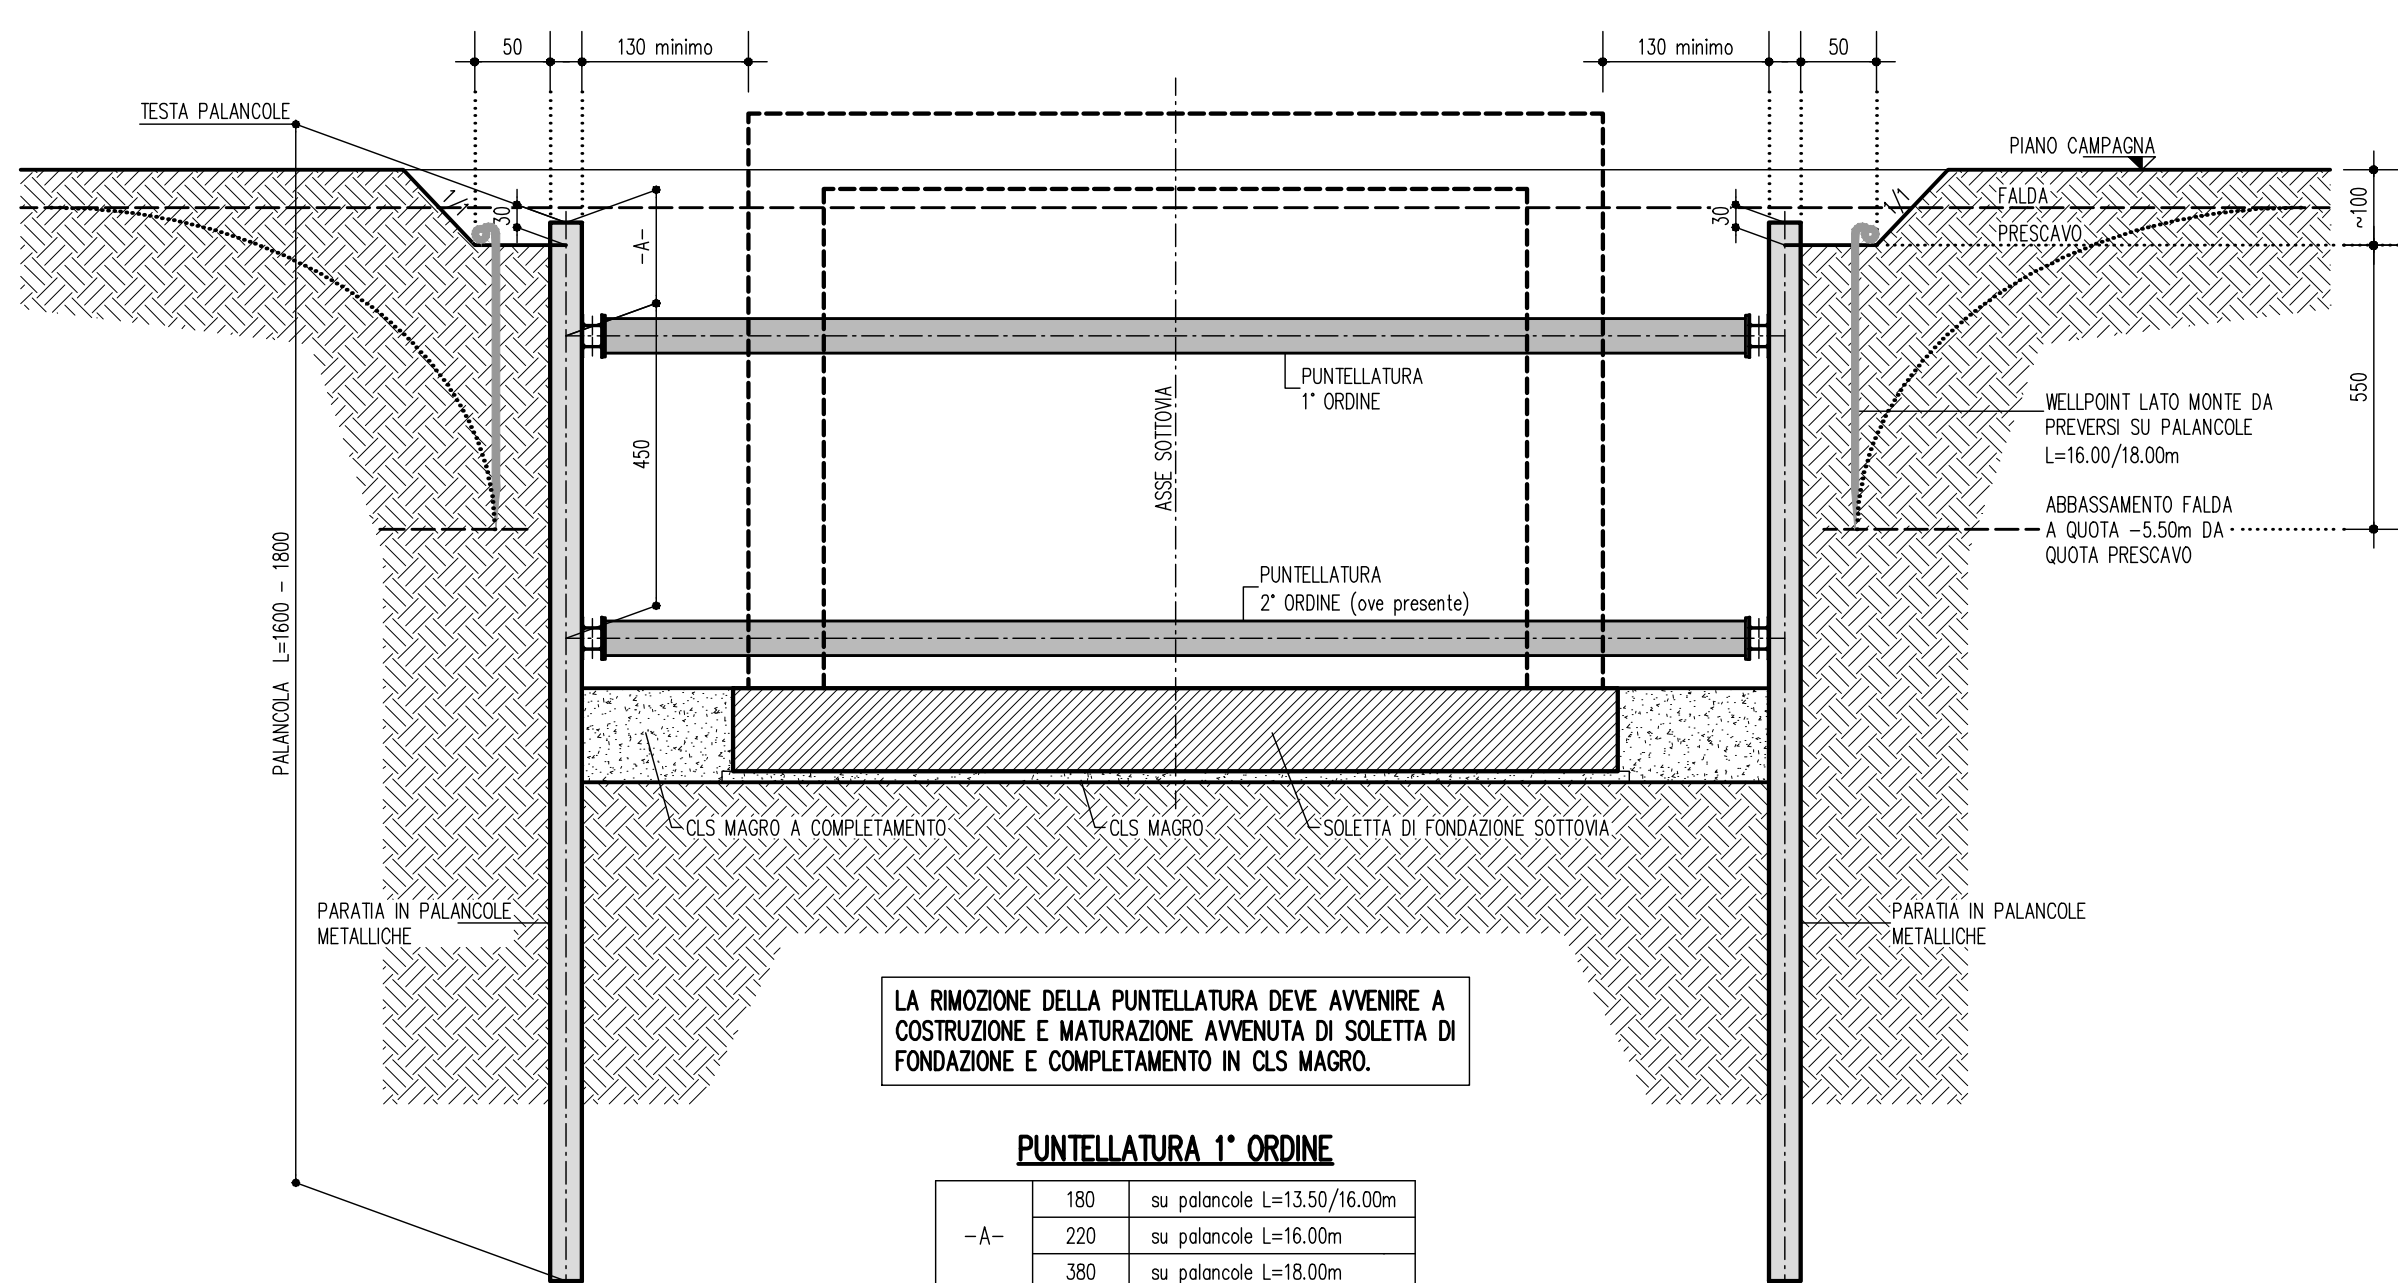 50
130 minimo
130 minimo
50
TESTA PALANCOLE
PIANO CAMPAGNA
1/1
30
-A-
30
1/1
FALDA
PRESCAVO
~100
PUNTELLATURA
1° ORDINE
ASSE SOTTOVIA
450
550
WELLPOINT LATO MONTE DA
PREVERSI SU PALANCOLE
L=16.00/18.00m
ABBASSAMENTO FALDA
A QUOTA -5.50m DA
QUOTA PRESCAVO
PALANCOLA L=1600 - 1800
PUNTELLATURA
2° ORDINE (ove presente)
CLS MAGRO A COMPLETAMENTO
CLS MAGRO
SOLETTA DI FONDAZIONE SOTTOVIA
PARATIA IN PALANCOLE
METALLICHE
PARATIA IN PALANCOLE
METALLICHE
LA RIMOZIONE DELLA PUNTELLATURA DEVE AVVENIRE A
COSTRUZIONE E MATURAZIONE AVVENUTA DI SOLETTA DI
FONDAZIONE E COMPLETAMENTO IN CLS MAGRO.
PUNTELLATURA 1° ORDINE
180 su palancole L=13.50/16.00m
-A- 220 su palancole L=16.00m
380 su palancole L=18.00m